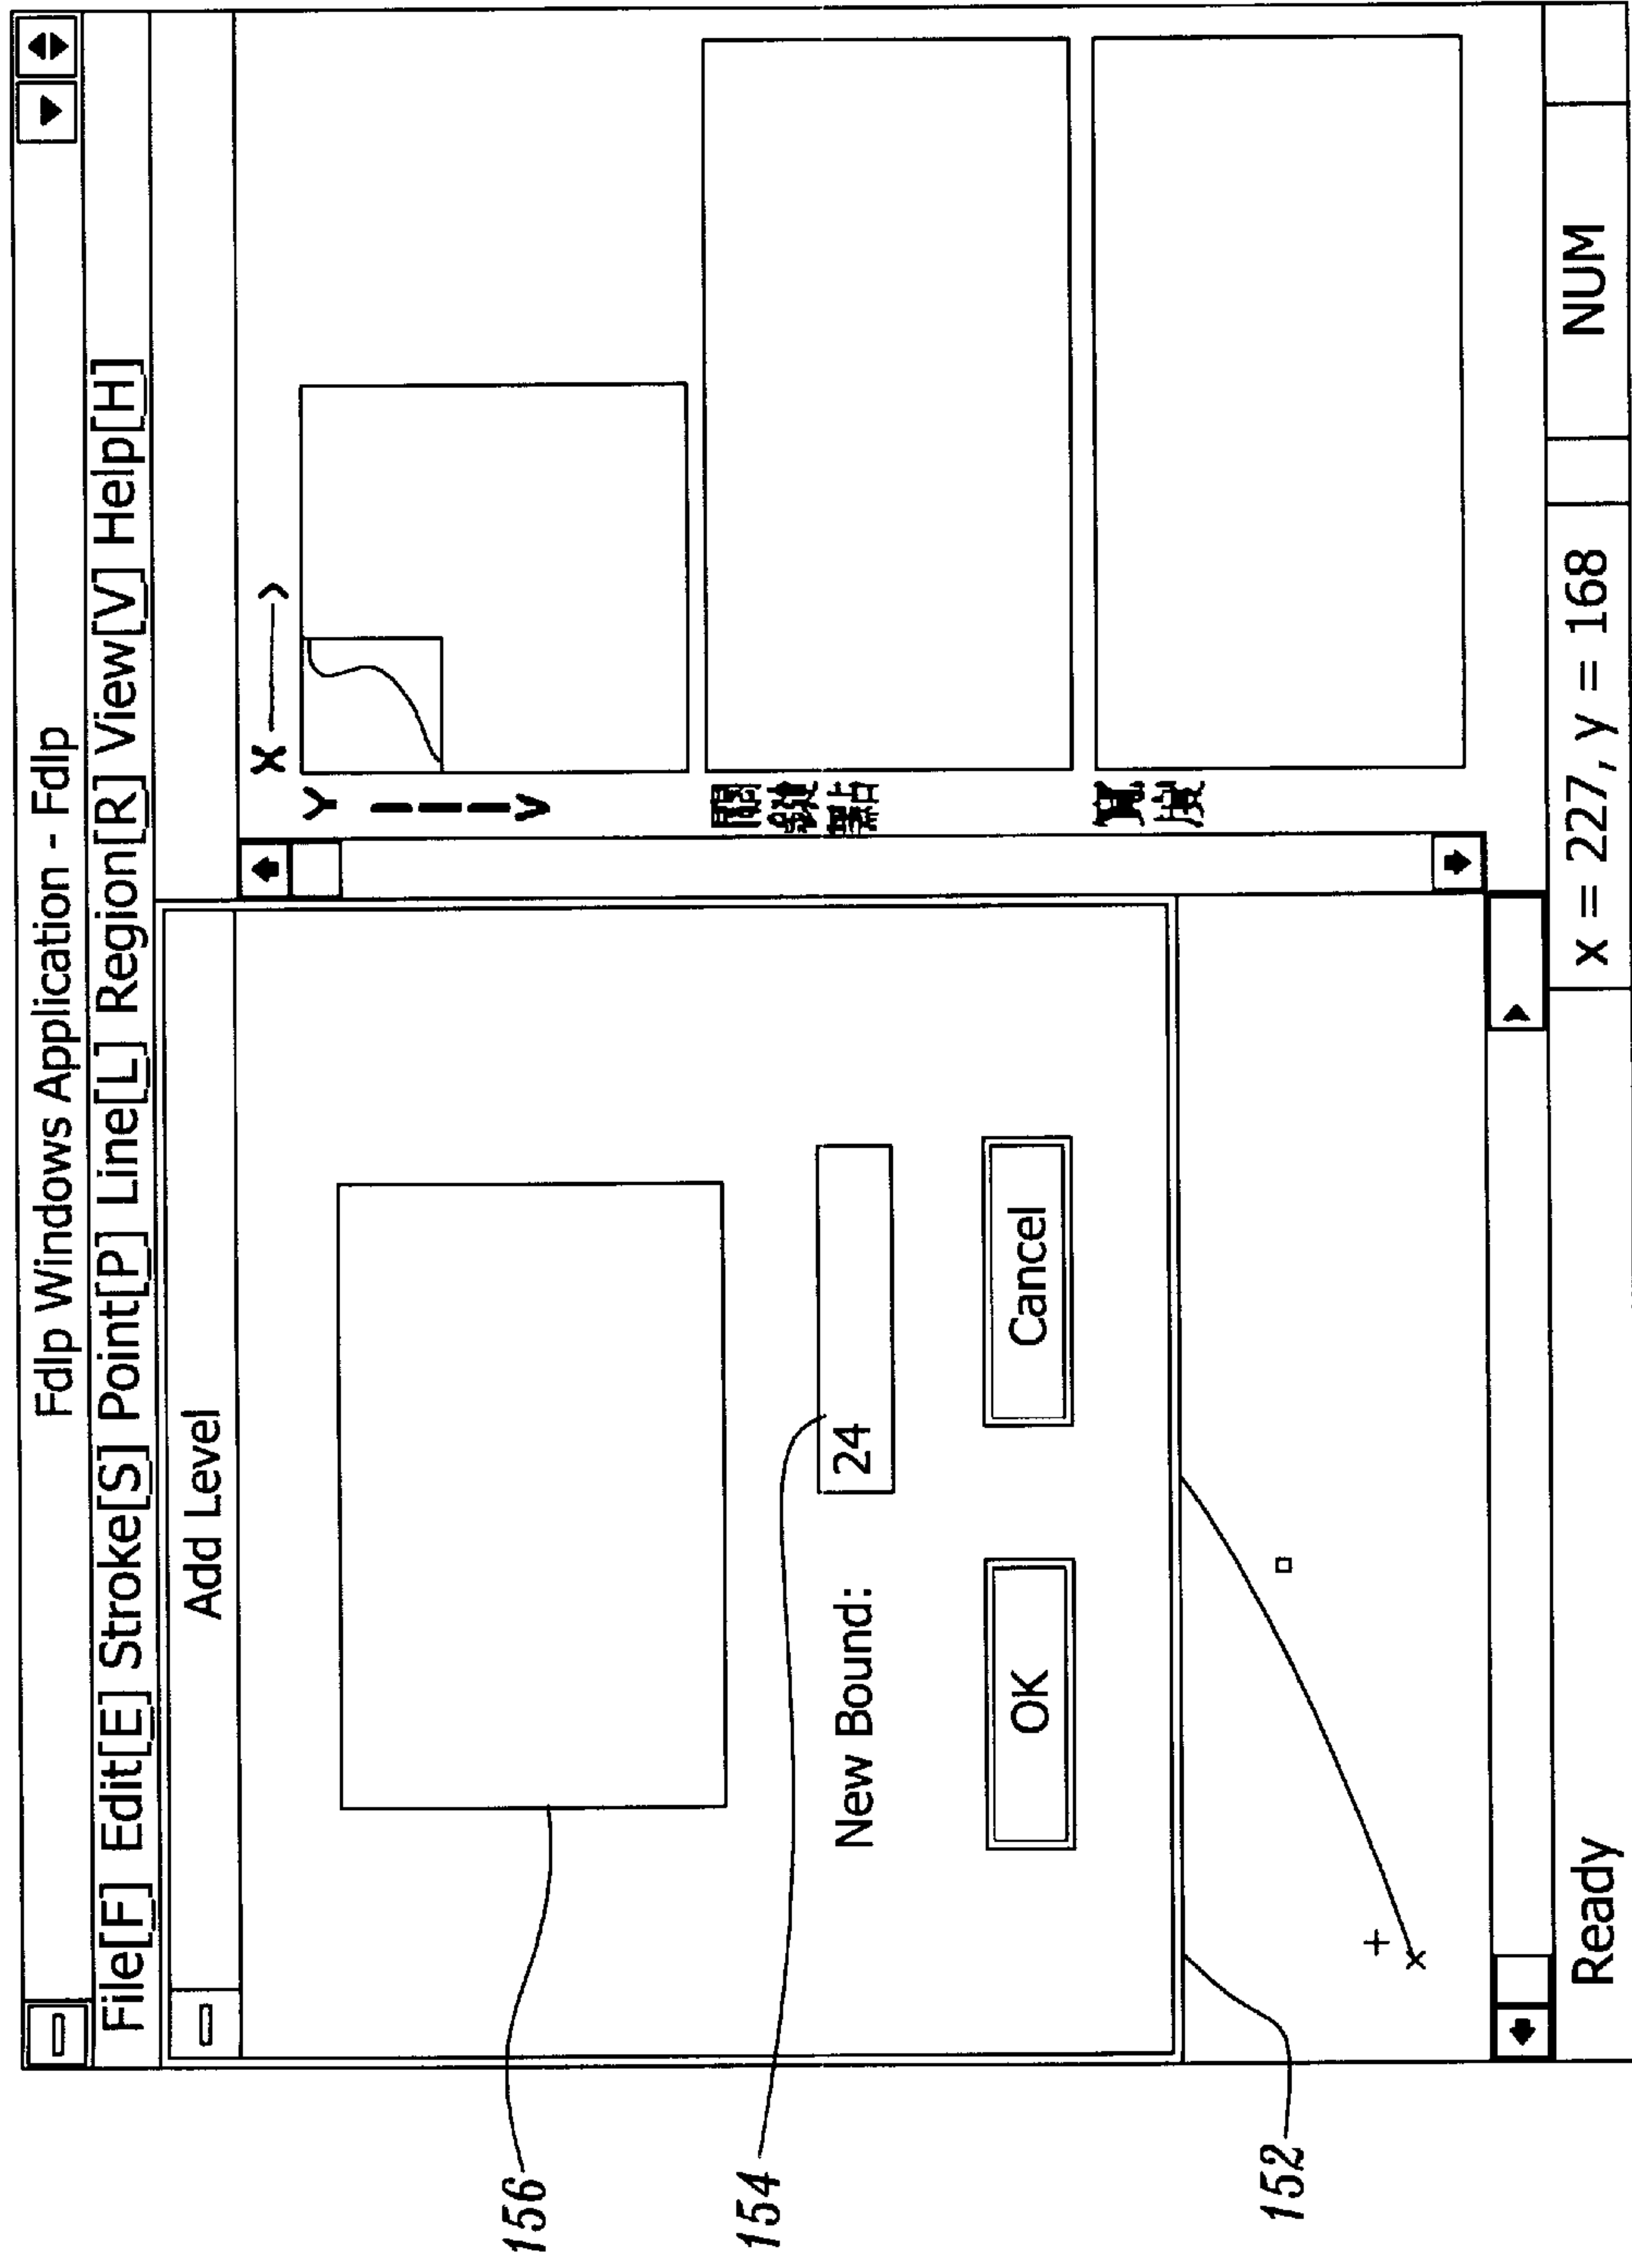 Fdlp Windows Application - Fdlp
File[F] Edit[E] Stroke[S] Point[P] Line[L] Region[R] View[V] Help[H]
Add Level
X
Y
New Bound: 24
OK Cancel
Ready x = 227, y = 168 NUM
156
154
152